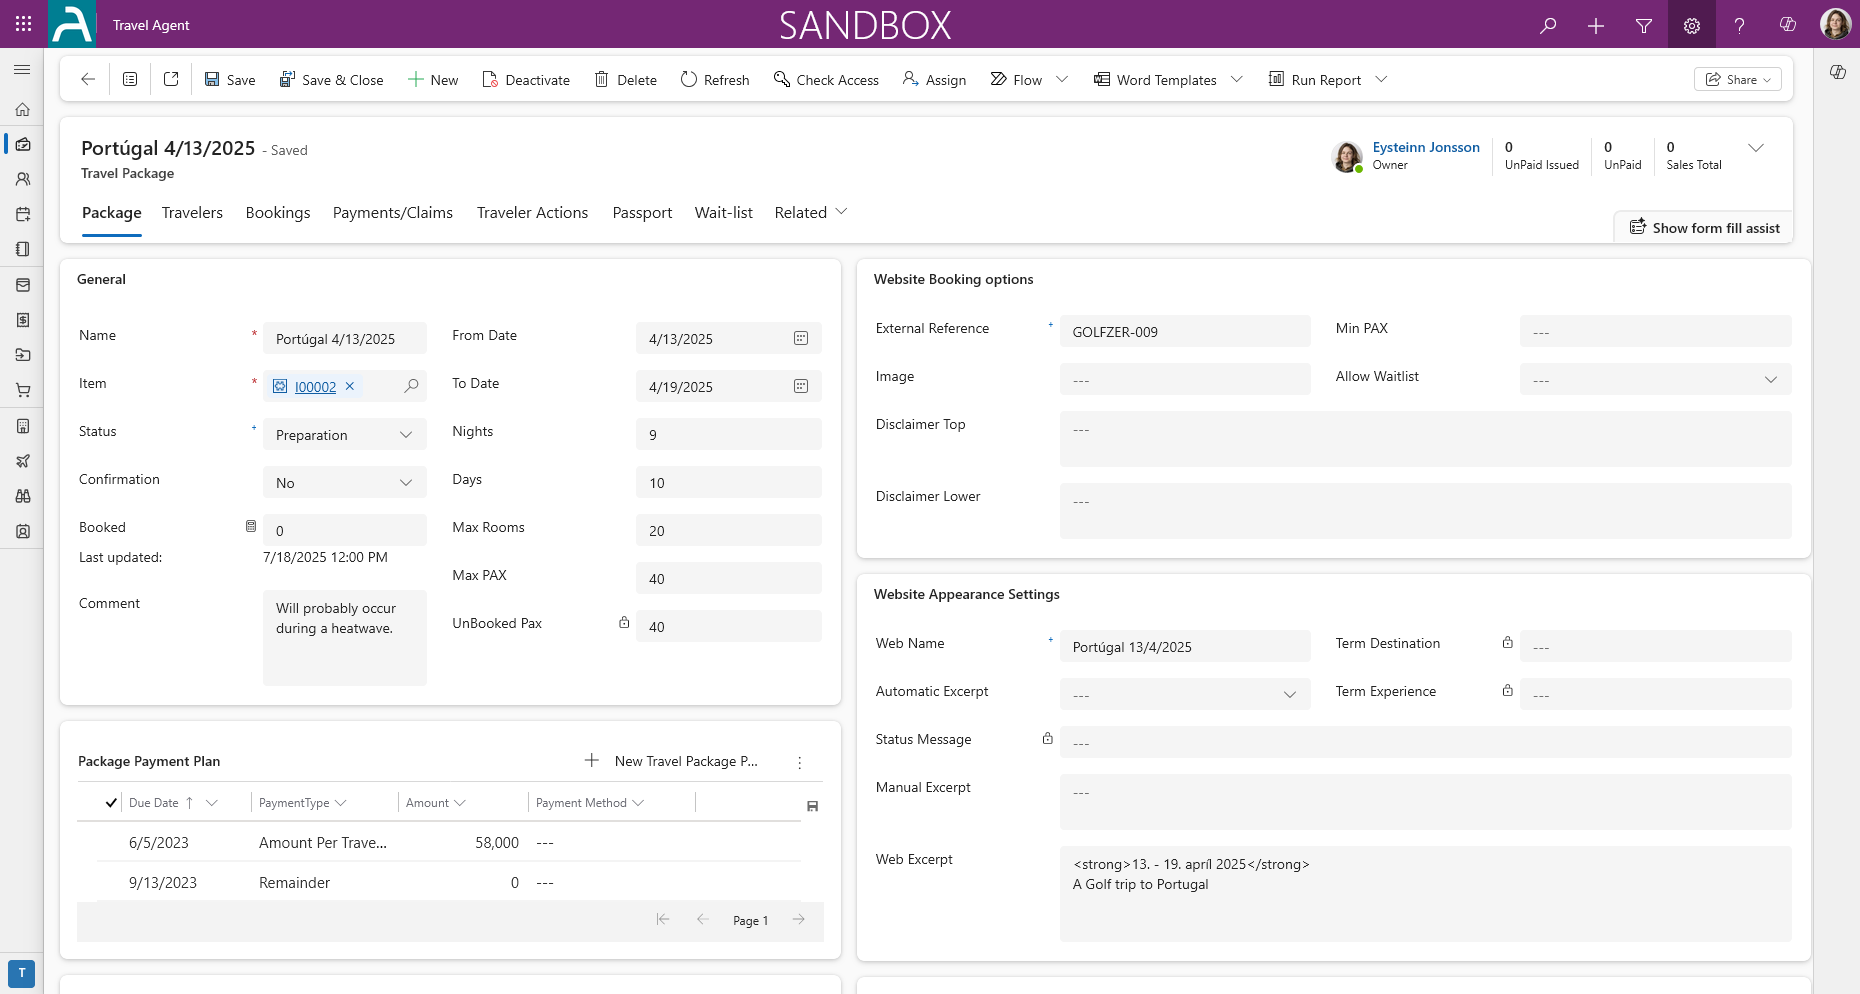 Travel Agent
SANDBOX
Save
Save & Close
New
Deactivate
Delete
Refresh
Check Access
Assign
Flow
Word Templates
Run Report
Share
Portúgal 4/13/2025 - Saved
Travel Package
Eysteinn Jonsson
Owner
0
UnPaid Issued
0
UnPaid
0
Sales Total
Package
Travelers
Bookings
Payments/Claims
Traveler Actions
Passport
Wait-list
Related
Show form fill assist
General
Name * Portúgal 4/13/2025
Item * I00002
Status + Preparation
Confirmation No
Booked 0
Last updated: 7/18/2025 12:00 PM
Comment
Will probably occur
during a heatwave.
From Date 4/13/2025
To Date 4/19/2025
Nights 9
Days 10
Max Rooms 20
Max PAX 40
UnBooked Pax 40
Package Payment Plan
New Travel Package P...
Due Date ↑ PaymentType Amount Payment Method
6/5/2023 Amount Per Trave... 58,000 ---
9/13/2023 Remainder 0 ---
Page 1
Website Booking options
External Reference + GOLFZER-009
Min PAX ---
Image ---
Allow Waitlist ---
Disclaimer Top ---
Disclaimer Lower ---
Website Appearance Settings
Web Name + Portúgal 13/4/2025
Term Destination ---
Automatic Excerpt ---
Term Experience ---
Status Message ---
Manual Excerpt ---
Web Excerpt
<strong>13. - 19. apríl 2025</strong>
A Golf trip to Portugal
T